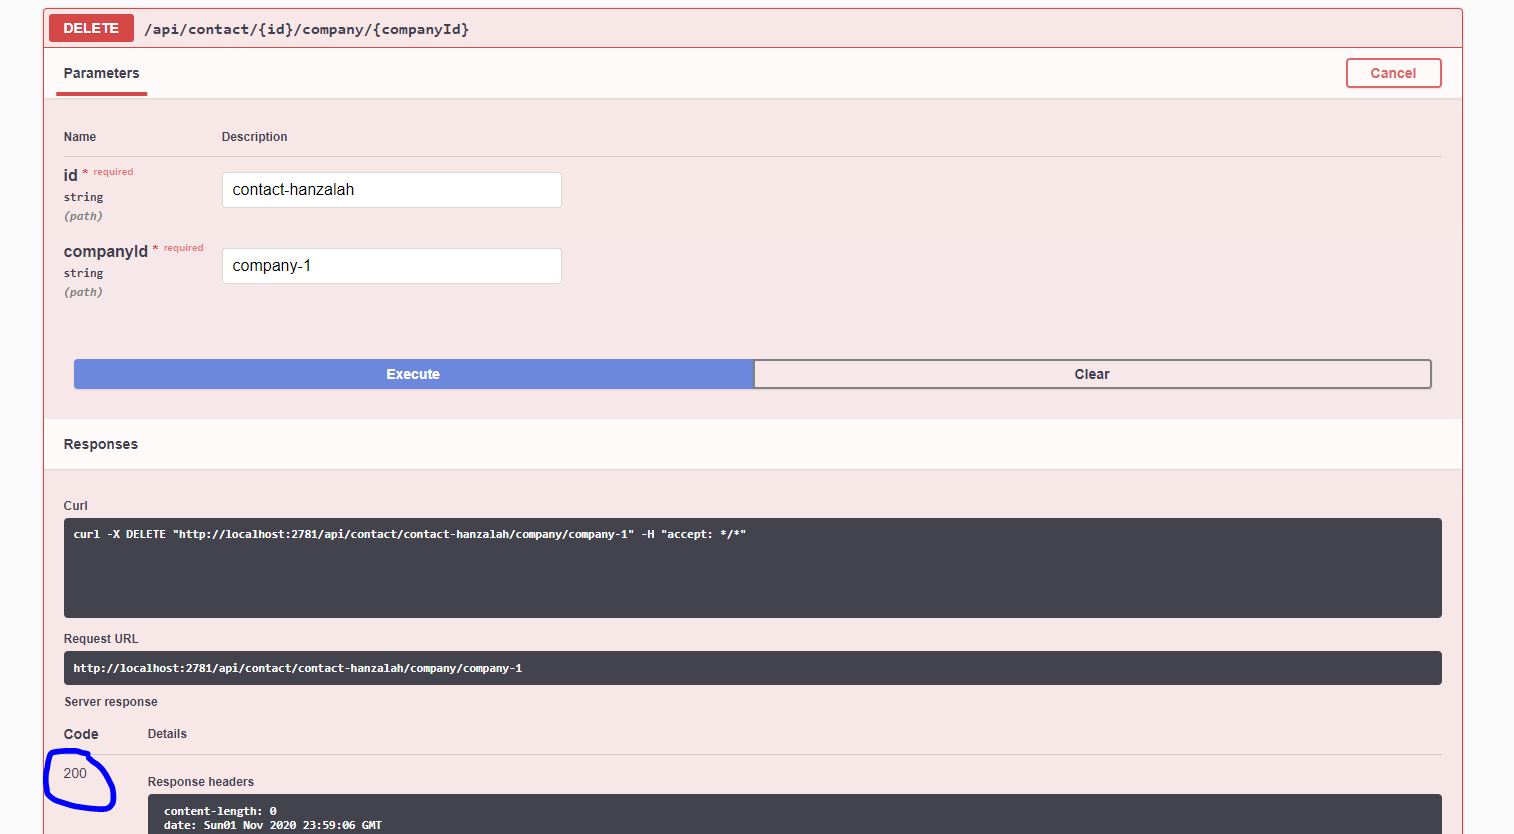 DELETE /api/contact/{id}/company/{companyId}
Parameters Cancel
Name Description
id * required
contact-hanzalah
string
(path)
companyId * required
company-1
string
(path)
Execute Clear
Responses
Curl
curl -X DELETE "http://localhost:2781/api/contact/contact-hanzalah/company/company-1" -H "accept: */*"
Request URL
http://localhost:2781/api/contact/contact-hanzalah/company/company-1
Server response
Code Details
200
Response headers
content-length: 0
date: Sun01 Nov 2020 23:59:06 GMT